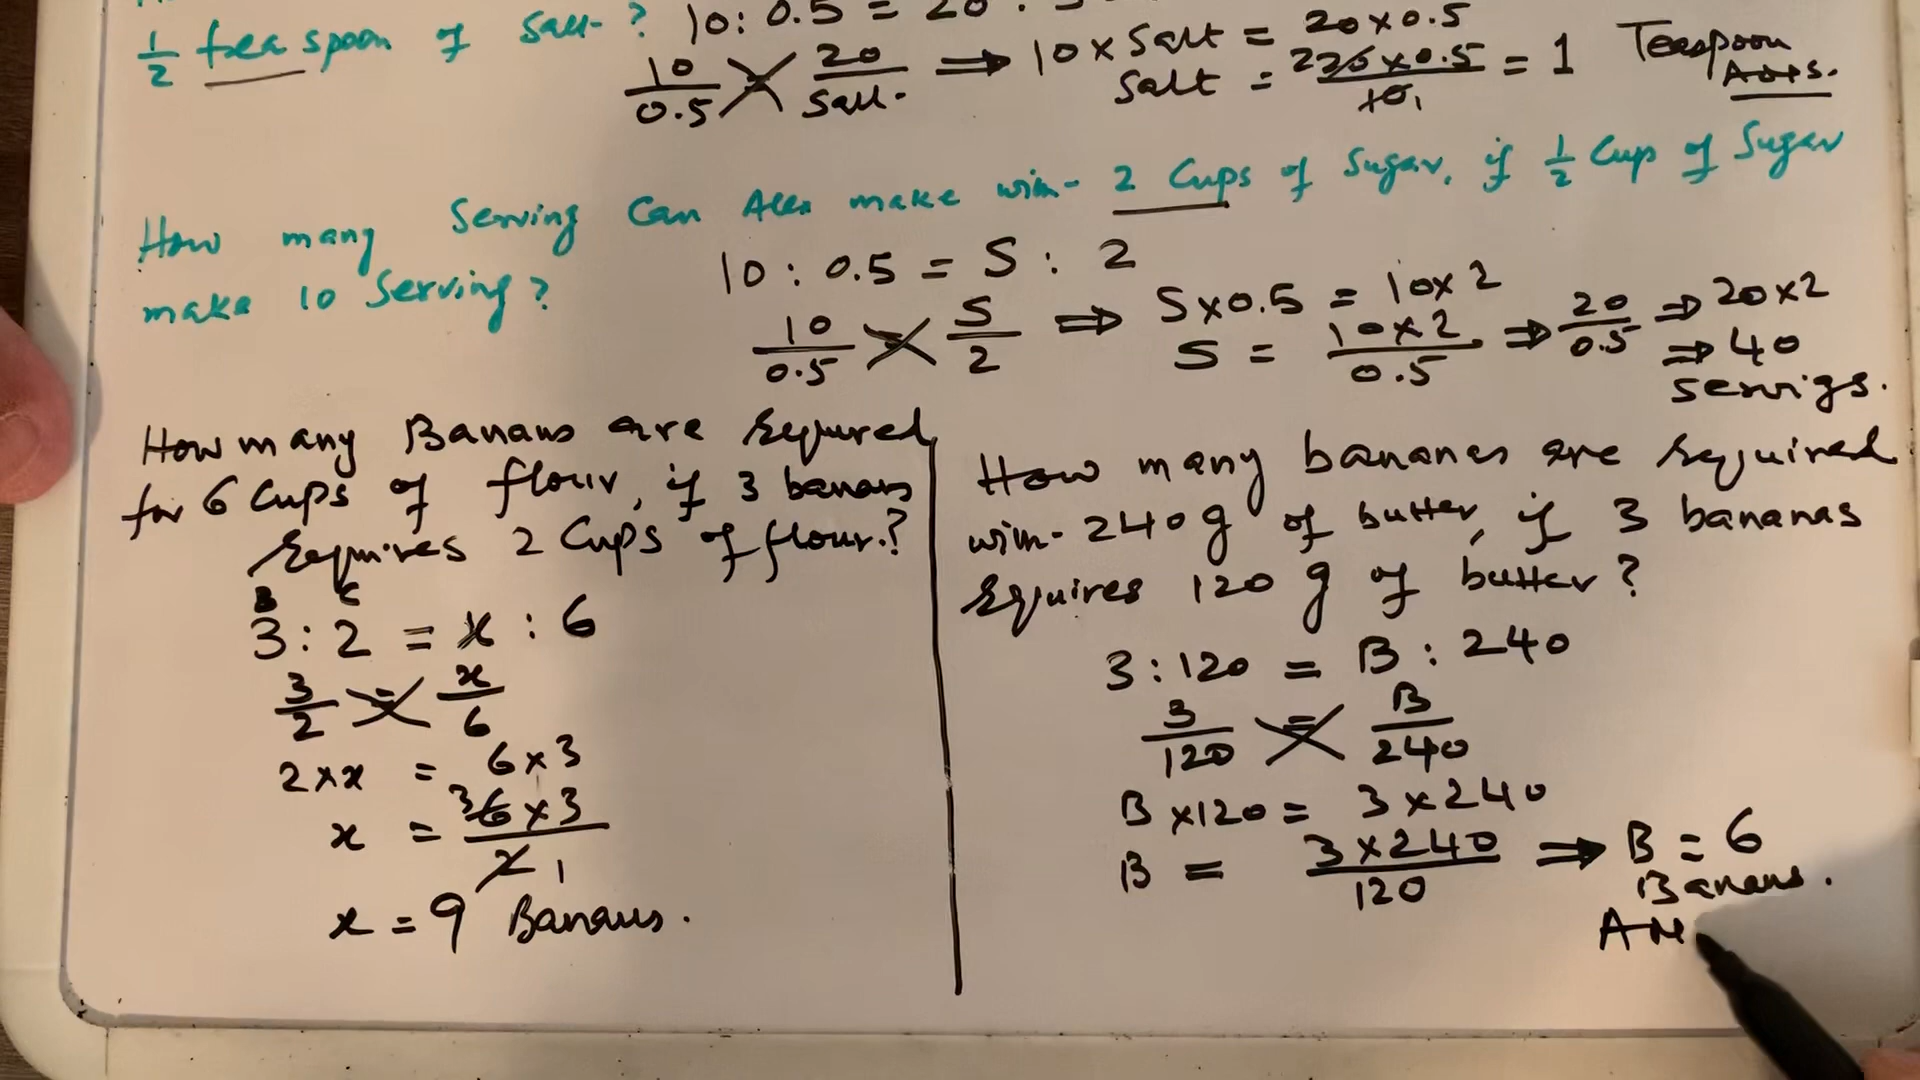 1/2 teaspoon of Salt ? 10 : 0.5 = 20 :
10/0.5 = 20/Salt ⇒ 10 x Salt = 20 x 0.5
Salt = 2 20 x 0.5 / 10 1 = 1 Teaspoon
Ans.
How many Serving Can Alex make with 2 Cups of Sugar, if 1/2 Cup of Sugar
make 10 Serving ?
10 : 0.5 = S : 2
10/0.5 = S/2 ⇒ S x 0.5 = 10 x 2
S = 10 x 2 / 0.5 ⇒ 20/0.5 ⇒ 20 x 2
⇒ 40
servigs.
How many Bananas are required
for 6 Cups of flour, if 3 bananas
requires 2 Cups of flour.?
B C
3 : 2 = x : 6
3/2 = x/6
2 x x = 6 x 3
x = 3 6 x 3 / 2 1
x = 9 Bananas.
How many bananas are required
with 240 g of butter, if 3 bananas
requires 120 g of butter ?
3 : 120 = B : 240
3/120 = B/240
B x 120 = 3 x 240
B = 3 x 240 / 120 ⇒ B = 6
Bananas.